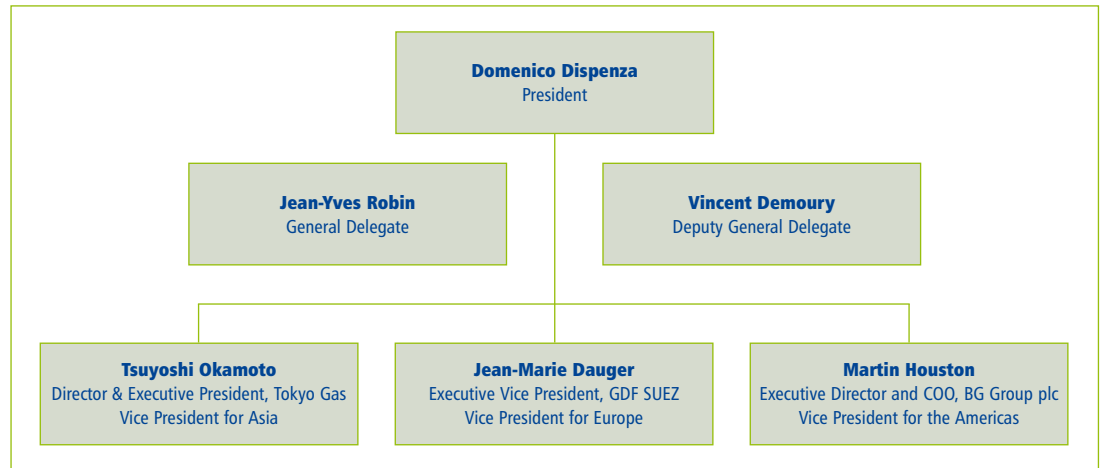 Domenico Dispenza
President
Jean-Yves Robin
General Delegate
Vincent Demoury
Deputy General Delegate
Tsuyoshi Okamoto
Director & Executive President, Tokyo Gas
Vice President for Asia
Jean-Marie Dauger
Executive Vice President, GDF SUEZ
Vice President for Europe
Martin Houston
Executive Director and COO, BG Group plc
Vice President for the Americas